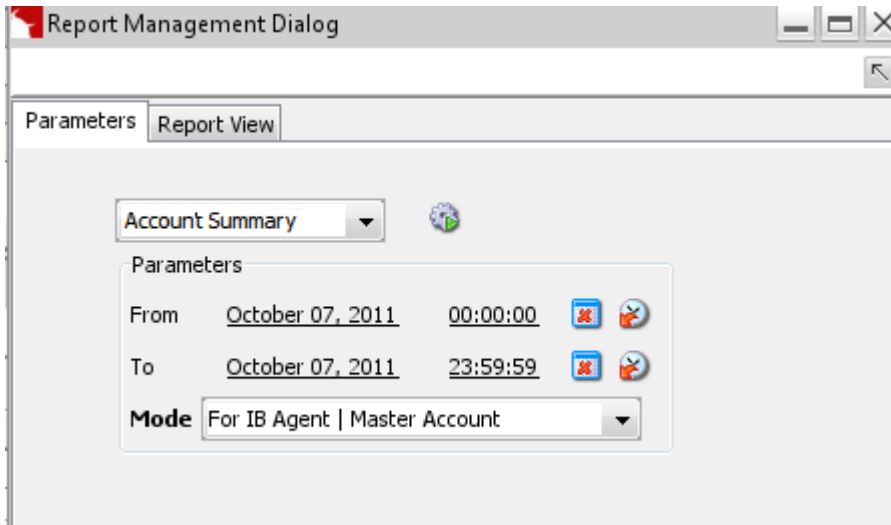 Report Management Dialog
Parameters Report View
Account Summary
Parameters
From October 07, 2011 00:00:00
To October 07, 2011 23:59:59
Mode For IB Agent | Master Account